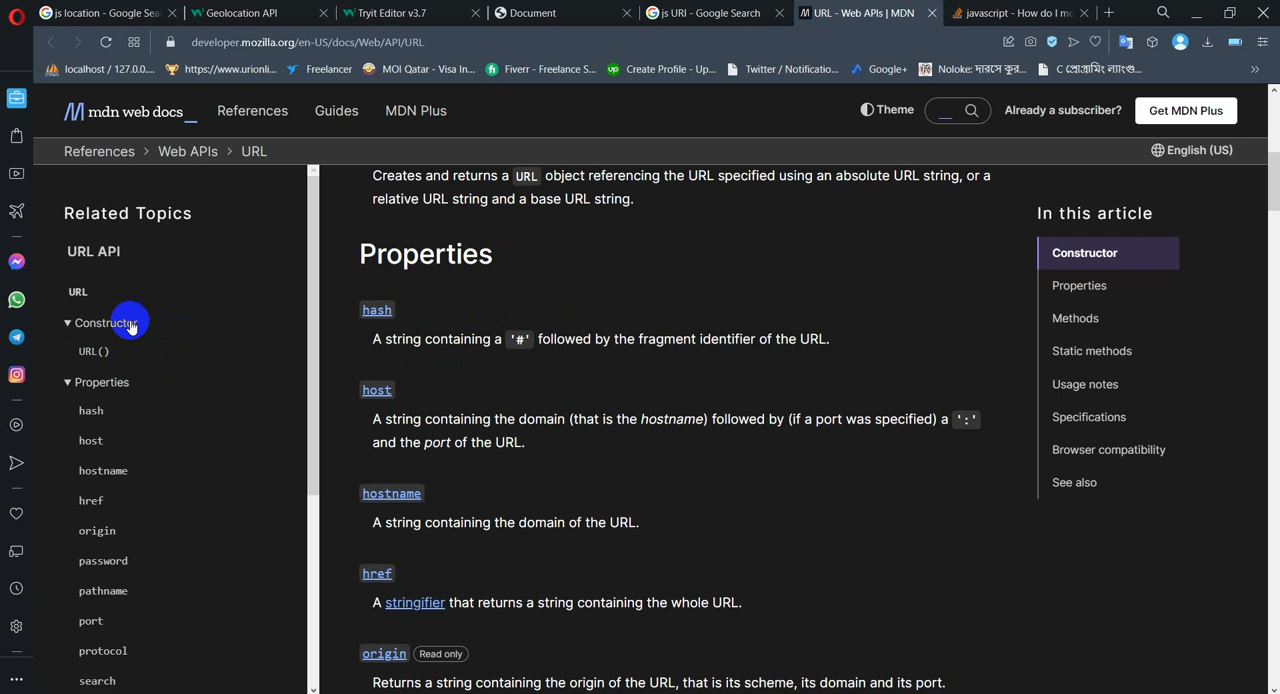 js location - Google Sea
Geolocation API
Tryit Editor v3.7
Document
js URI - Google Search
URL - Web APIs | MDN
javascript - How do I mo
developer.mozilla.org/en-US/docs/Web/API/URL
localhost / 127.0.0....
https://www.urionli...
Freelancer
MOI Qatar - Visa In...
Fiverr - Freelance S...
Create Profile - Up...
Twitter / Notificatio...
Google+
Noloke: দারসে কুর...
C প্রোগ্রামিং ল্যাংগু...
mdn web docs_
References
Guides
MDN Plus
Theme
Already a subscriber?
Get MDN Plus
References > Web APIs > URL
English (US)
Related Topics
URL API
URL
Constructor
URL()
Properties
hash
host
hostname
href
origin
password
pathname
port
protocol
search
Creates and returns a URL object referencing the URL specified using an absolute URL string, or a
relative URL string and a base URL string.
Properties
hash
A string containing a '#' followed by the fragment identifier of the URL.
host
A string containing the domain (that is the hostname) followed by (if a port was specified) a ':'
and the port of the URL.
hostname
A string containing the domain of the URL.
href
A stringifier that returns a string containing the whole URL.
origin Read only
Returns a string containing the origin of the URL, that is its scheme, its domain and its port.
In this article
Constructor
Properties
Methods
Static methods
Usage notes
Specifications
Browser compatibility
See also